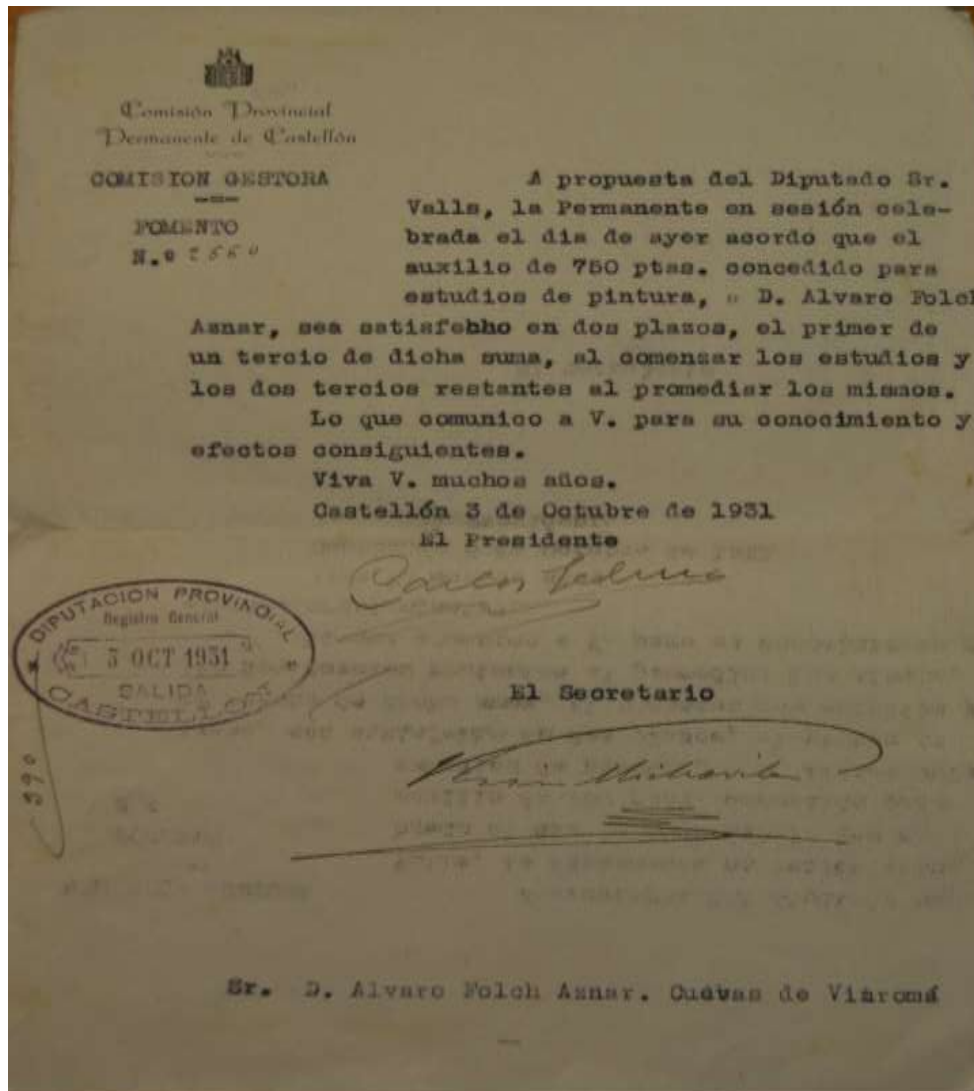 Comisión Provincial
Permanente de Castellón
COMISION GESTORA
FOMENTO
N.º
A propuesta del Diputado Sr.
Valls, la Permanente en sesión cele-
brada el dia de ayer acordo que el
auxilio de 750 ptas. concedido para
estudios de pintura, a D. Alvaro Folch
Aznar, sea satisfebho en dos plazos, el primer de
un tercio de dicha suma, al comenzar los estudios y
los dos tercios restantes al promediar los mismos.
Lo que comunico a V. para su conocimiento y
efectos consiguientes.
Viva V. muchos años.
Castellón 3 de Octubre de 1931
El Presidente
DIPUTACION PROVINCIAL
Registro General
3 OCT 1931
SALIDA
CASTELLON
El Secretario
590
Sr. D. Alvaro Folch Aznar. Cuevas de Vinromá